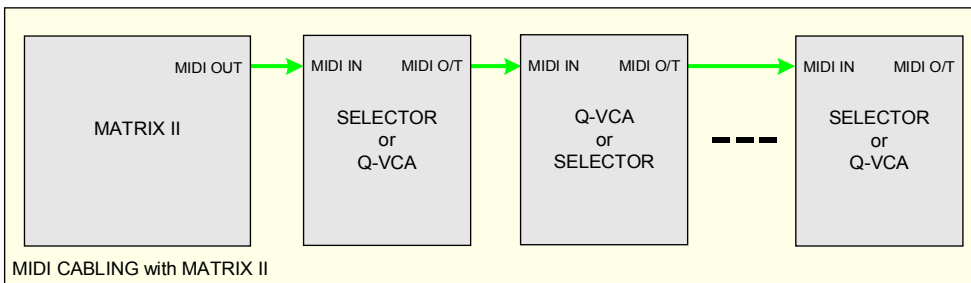 MIDI OUT
MATRIX II
MIDI IN MIDI O/T
SELECTOR
or
Q-VCA
MIDI IN MIDI O/T
Q-VCA
or
SELECTOR
MIDI IN MIDI O/T
SELECTOR
or
Q-VCA
MIDI CABLING with MATRIX II